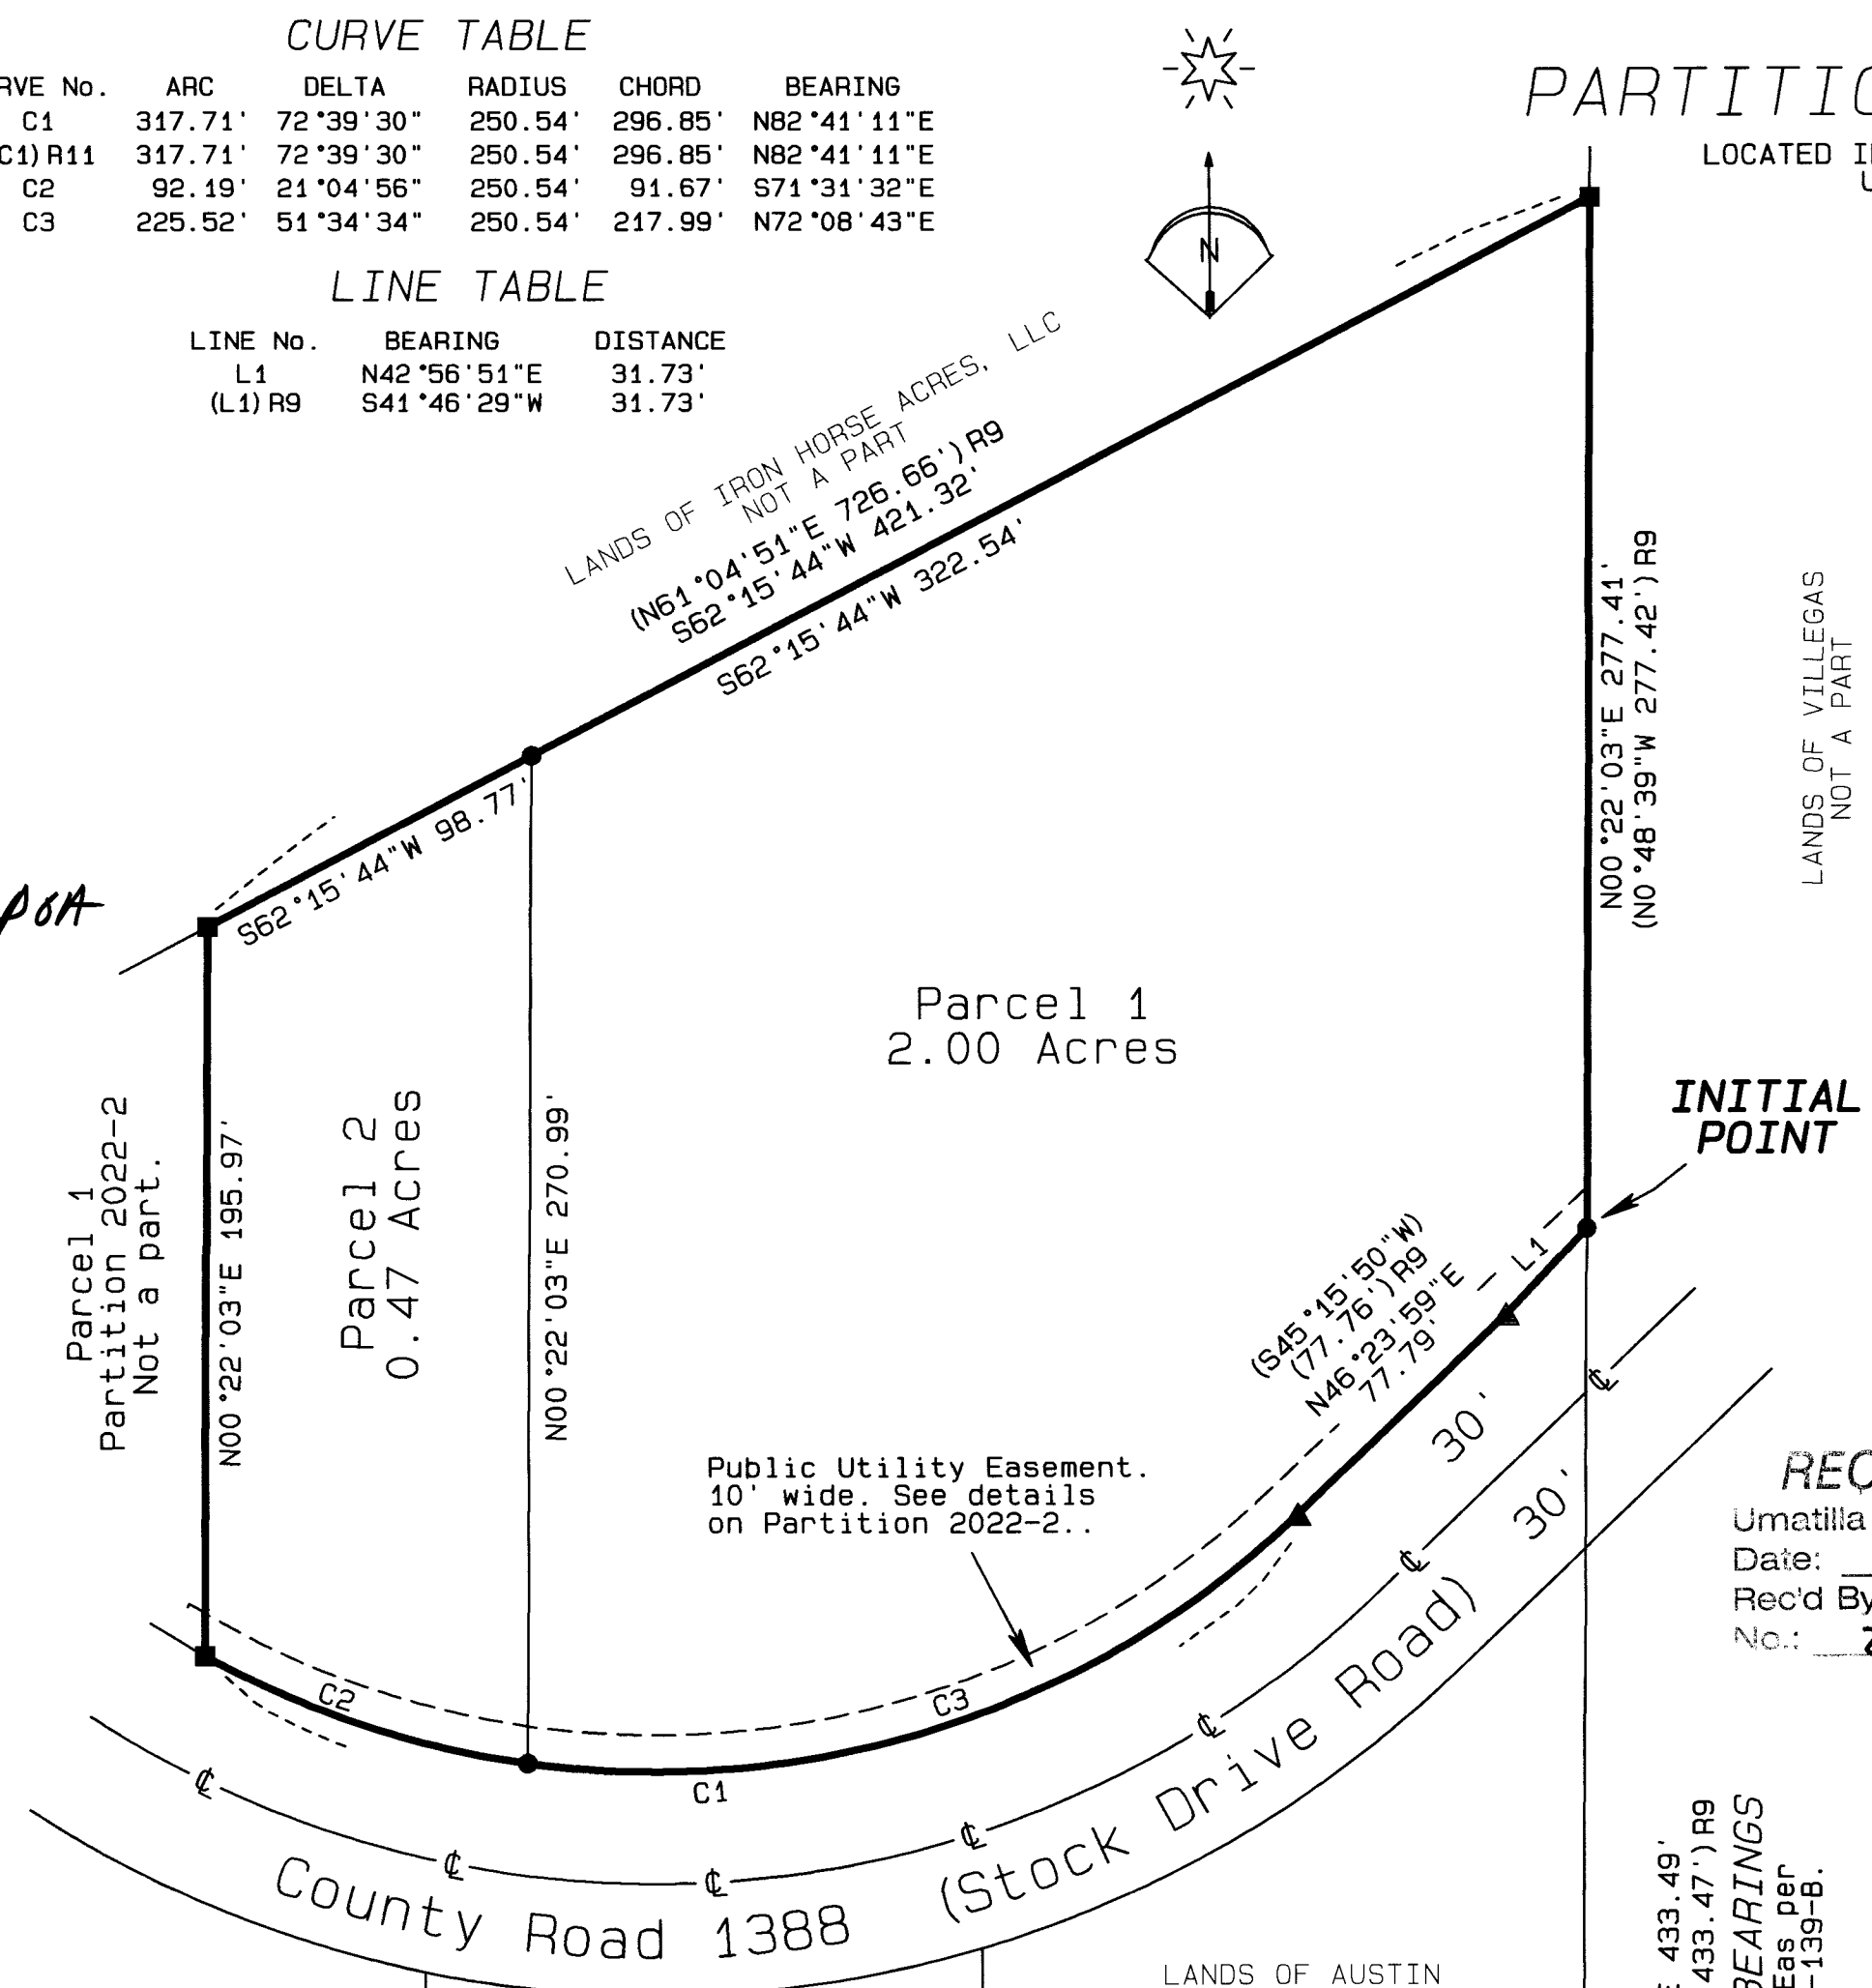 CURVE TABLE
RVE No. ARC DELTA RADIUS CHORD BEARING
C1 317.71' 72°39'30" 250.54' 296.85' N82°41'11"E
C1)R11 317.71' 72°39'30" 250.54' 296.85' N82°41'11"E
C2 92.19' 21°04'56" 250.54' 91.67' S71°31'32"E
C3 225.52' 51°34'34" 250.54' 217.99' N72°08'43"E
LINE TABLE
LINE No. BEARING DISTANCE
L1 N42°56'51"E 31.73'
(L1)R9 S41°46'29"W 31.73'
N
PARTITIO
LOCATED I
LANDS OF IRON HORSE ACRES, LLC
NOT A PART
(N61°04'51"E 726.66')R9
S62°15'44"W 421.32'
S62°15'44"W 322.54'
S62°15'44"W 98.77'
N00°22'03"E 277.41'
(N0°48'39"W 277.42')R9
LANDS OF VILLEGAS
NOT A PART
Parcel 1
2.00 Acres
INITIAL
POINT
Parcel 1
Partition 2022-2
Not a part.
N00°22'03"E 195.97'
Parcel 2
0.47 Acres
N00°22'03"E 270.99'
(S45°15'50"W)
(77.76')R9
N46°23'59"E
77.79'
L1
Public Utility Easement.
10' wide. See details
on Partition 2022-2..
30'
30'
C2
C3
C1
County Road 1388 (Stock Drive Road)
REC
Umatilla
Date:
Rec'd By
No.:
433.49'
433.47')R9
BEARINGS
Eas per
-139-B.
LANDS OF AUSTIN